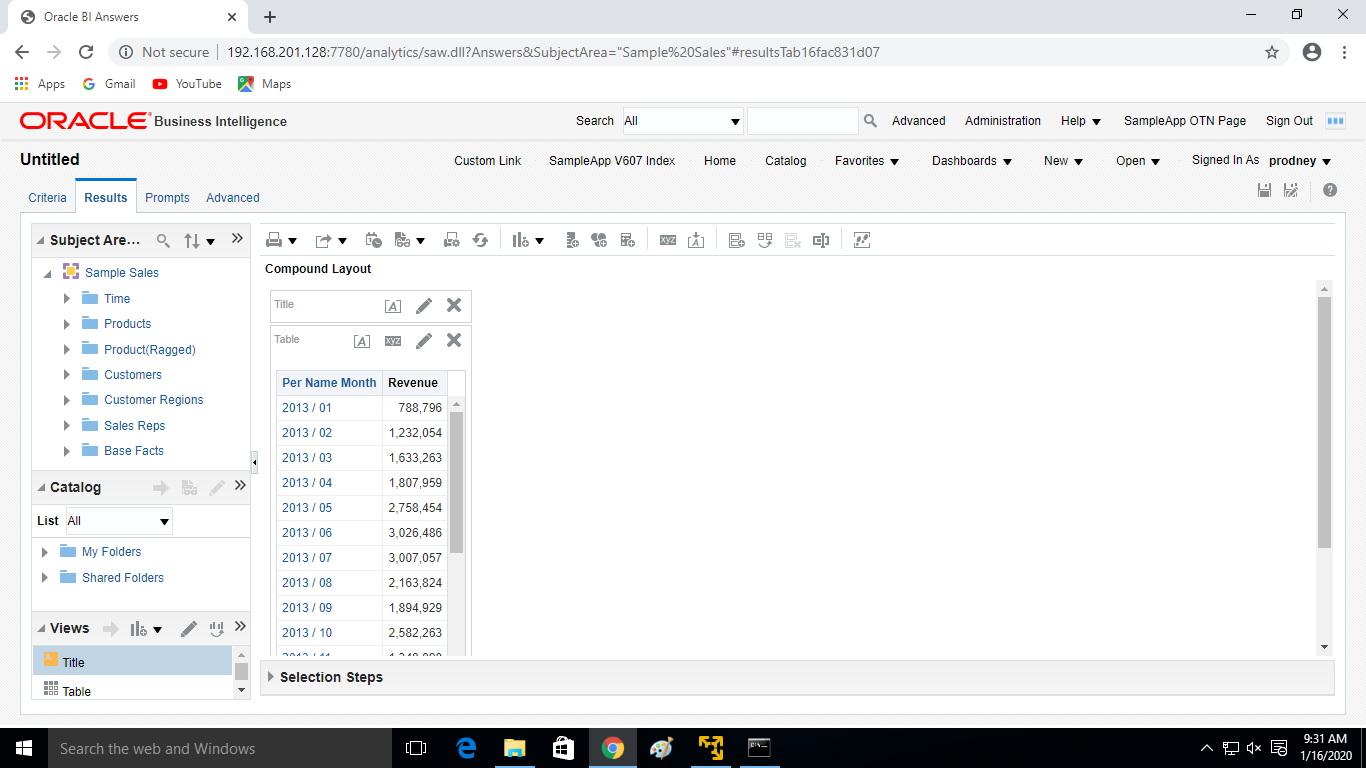 Oracle BI Answers
Not secure 192.168.201.128:7780/analytics/saw.dll?Answers&SubjectArea="Sample%20Sales"#resultsTab16fac831d07
Apps Gmail YouTube Maps
ORACLE Business Intelligence Search All Advanced Administration Help SampleApp OTN Page Sign Out
Untitled Custom Link SampleApp V607 Index Home Catalog Favorites Dashboards New Open Signed In As prodney
Criteria Results Prompts Advanced
Subject Are...
Sample Sales
Time
Products
Product(Ragged)
Customers
Customer Regions
Sales Reps
Base Facts
Catalog
List All
My Folders
Shared Folders
Views
Title
Table
xyz
Compound Layout
Title A
Table A xyz
Per Name Month Revenue
2013 / 01 788,796
2013 / 02 1,232,054
2013 / 03 1,633,263
2013 / 04 1,807,959
2013 / 05 2,758,454
2013 / 06 3,026,486
2013 / 07 3,007,057
2013 / 08 2,163,824
2013 / 09 1,894,929
2013 / 10 2,582,263
2013 / 11
Selection Steps
Search the web and Windows
9:31 AM
1/16/2020